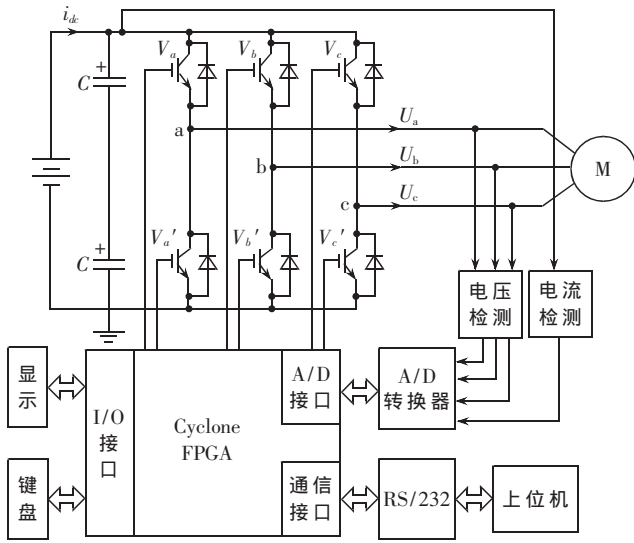 i_dc
V_a
V_b
V_c
+
C
a
U_a
b
U_b
M
c
U_c
+
C
V_a′
V_b′
V_c′
电压
检测
电流
检测
显
示
I/O
接
口
Cyclone
FPGA
A/D
接口
A/D
转换器
键
盘
通信
接口
RS/232
上位机